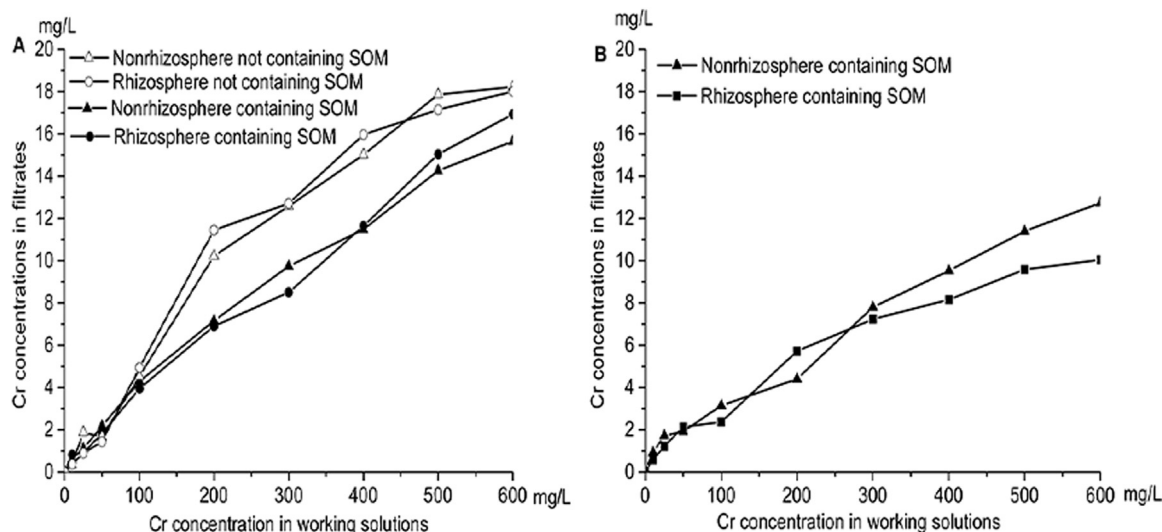 mg/L
A
20
18
16
14
12
10
8
6
4
2
0
Cr concentrations in filtrates
Nonrhizosphere not containing SOM
Rhizosphere not containing SOM
Nonrhizosphere containing SOM
Rhizosphere containing SOM
0 100 200 300 400 500 600 mg/L
Cr concentration in working solutions
mg/L
B
20
18
16
14
12
10
8
6
4
2
0
Cr concentrations in filtrates
Nonrhizosphere containing SOM
Rhizosphere containing SOM
0 100 200 300 400 500 600 mg/L
Cr concentration in working solutions